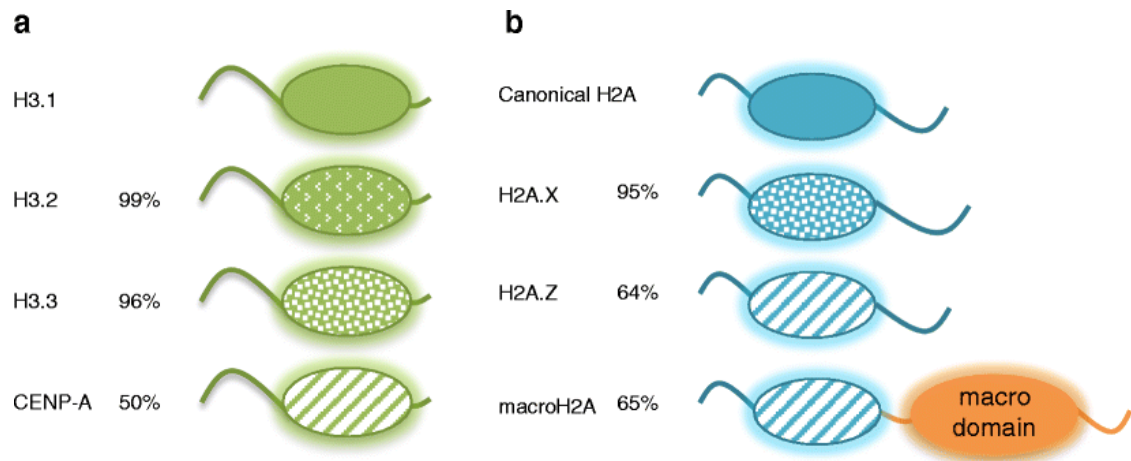 a
H3.1
H3.2 99%
H3.3 96%
CENP-A 50%
b
Canonical H2A
H2A.X 95%
H2A.Z 64%
macroH2A 65%
macro
domain